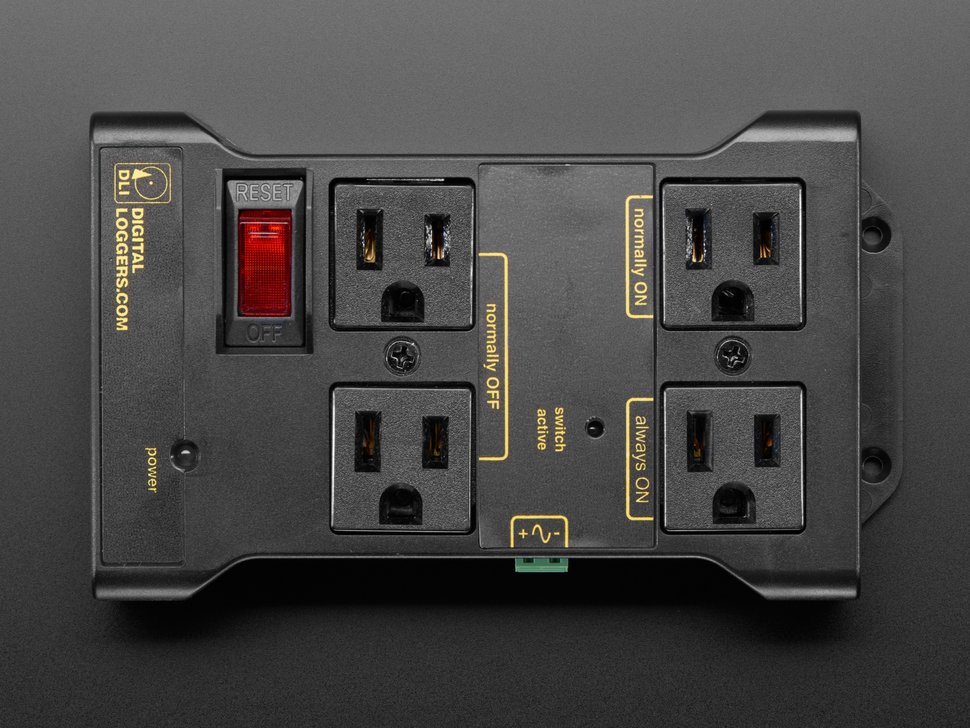 DLI
DIGITAL
LOGGERS.COM
RESET
OFF
power
normally OFF
switch
active
normally ON
always ON
+ -